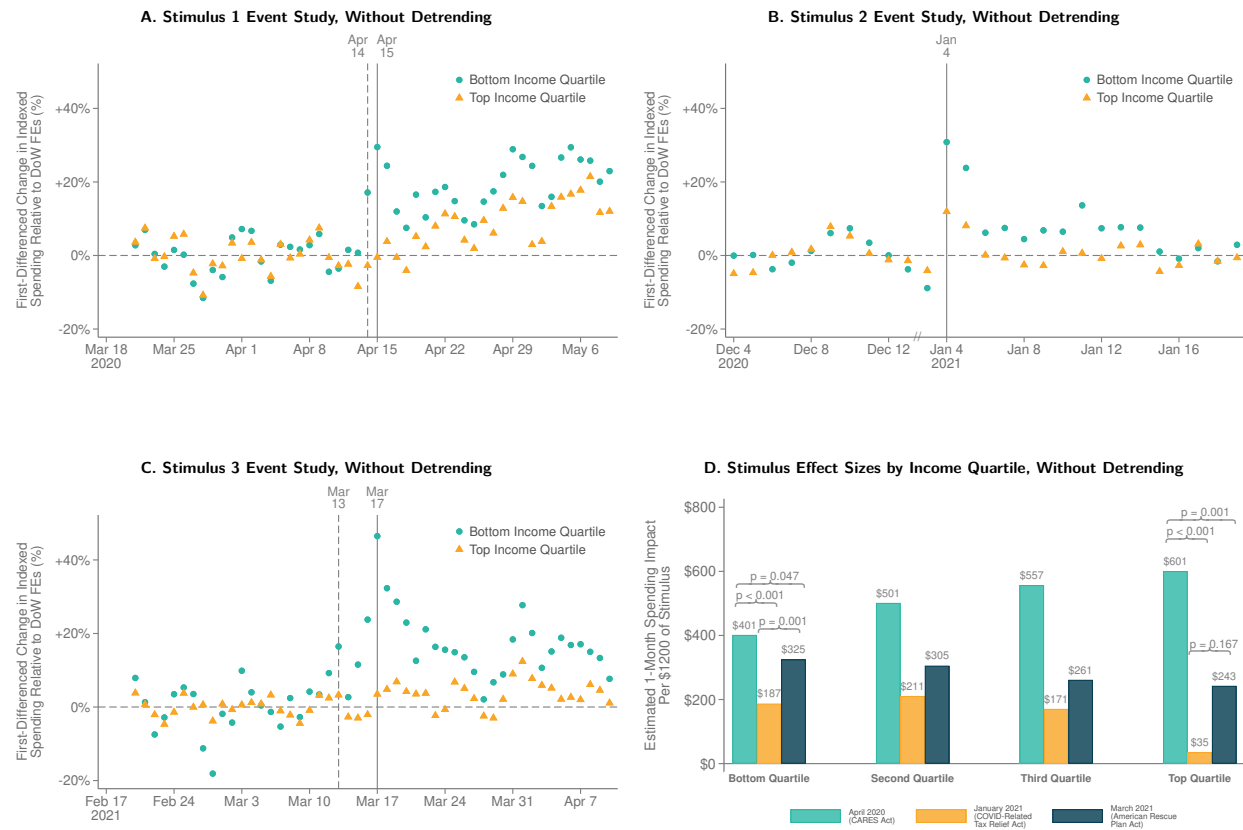 A. Stimulus 1 Event Study, Without Detrending
Apr
14
Apr
15
Bottom Income Quartile
Top Income Quartile
First-Differenced Change in Indexed
Spending Relative to DoW FEs (%)
+40%
+20%
0%
-20%
Mar 18
2020
Mar 25
Apr 1
Apr 8
Apr 15
Apr 22
Apr 29
May 6
B. Stimulus 2 Event Study, Without Detrending
Jan
4
Bottom Income Quartile
Top Income Quartile
First-Differenced Change in Indexed
Spending Relative to DoW FEs (%)
+40%
+20%
0%
-20%
Dec 4
2020
Dec 8
Dec 12
//
Jan 4
2021
Jan 8
Jan 12
Jan 16
C. Stimulus 3 Event Study, Without Detrending
Mar
13
Mar
17
Bottom Income Quartile
Top Income Quartile
First-Differenced Change in Indexed
Spending Relative to DoW FEs (%)
+40%
+20%
0%
-20%
Feb 17
2021
Feb 24
Mar 3
Mar 10
Mar 17
Mar 24
Mar 31
Apr 7
D. Stimulus Effect Sizes by Income Quartile, Without Detrending
Estimated 1-Month Spending Impact
Per $1200 of Stimulus
$800
$600
$400
$200
$0
p = 0.047
p < 0.001
p = 0.001
$401
$187
$325
$501
$211
$305
$557
$171
$261
p = 0.001
p < 0.001
$601
p = 0.167
$35
$243
Bottom Quartile
Second Quartile
Third Quartile
Top Quartile
April 2020
(CARES Act)
January 2021
(COVID-Related
Tax Relief Act)
March 2021
(American Rescue
Plan Act)